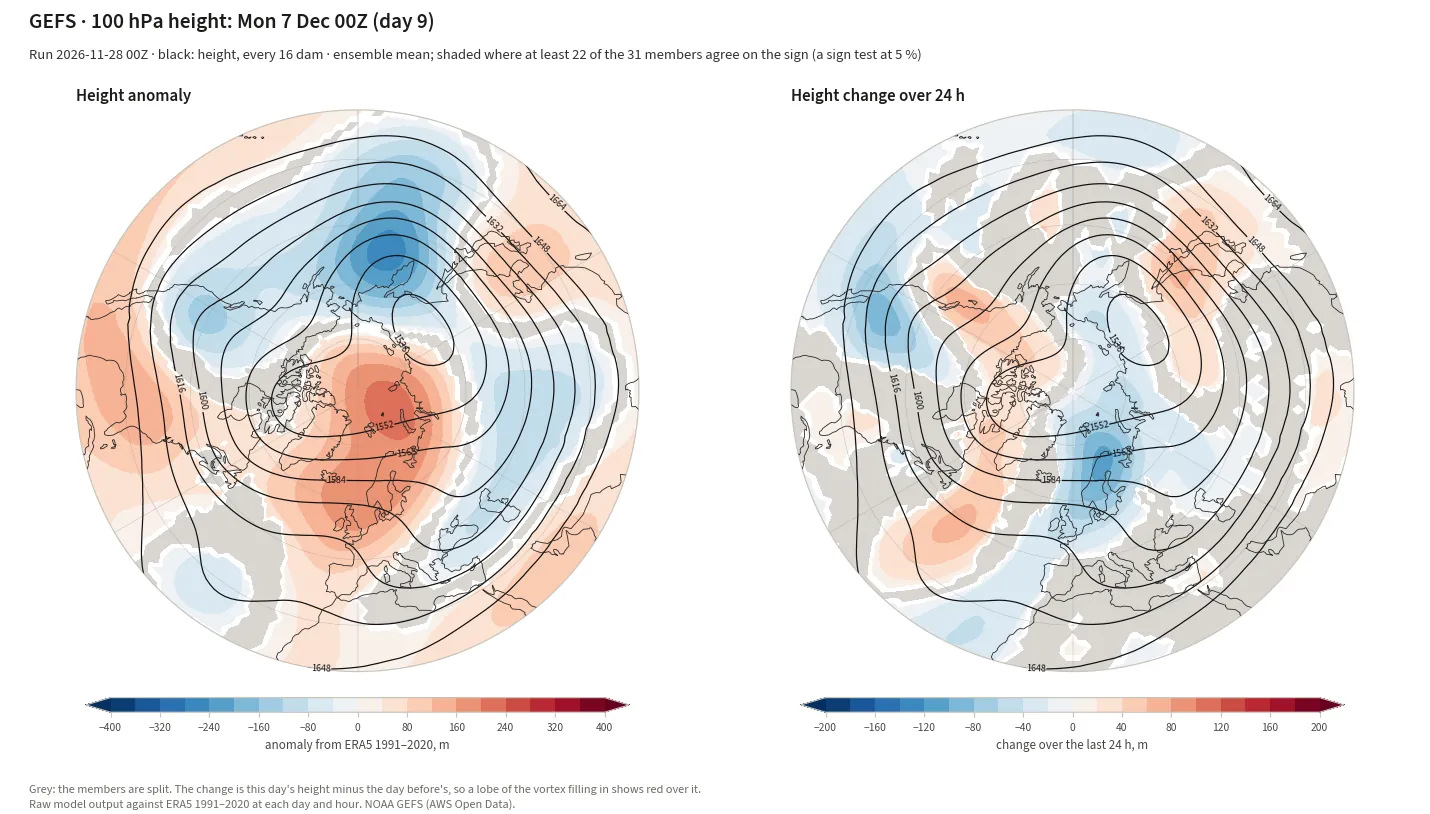 GEFS · 100 hPa height: Mon 7 Dec 00Z (day 9)
Run 2026-11-28 00Z · black: height, every 16 dam · ensemble mean; shaded where at least 22 of the 31 members agree on the sign (a sign test at 5 %)
Height anomaly
Height change over 24 h
1664
1632
1648
1616
1600
1552
1584
1648
1664
1632
1648
1616
1600
1552
1584
1648
−400 −320 −240 −160 −80 0 80 160 240 320 400
anomaly from ERA5 1991–2020, m
−200 −160 −120 −80 −40 0 40 80 120 160 200
change over the last 24 h, m
Grey: the members are split. The change is this day's height minus the day before's, so a lobe of the vortex filling in shows red over it.
Raw model output against ERA5 1991–2020 at each day and hour. NOAA GEFS (AWS Open Data).